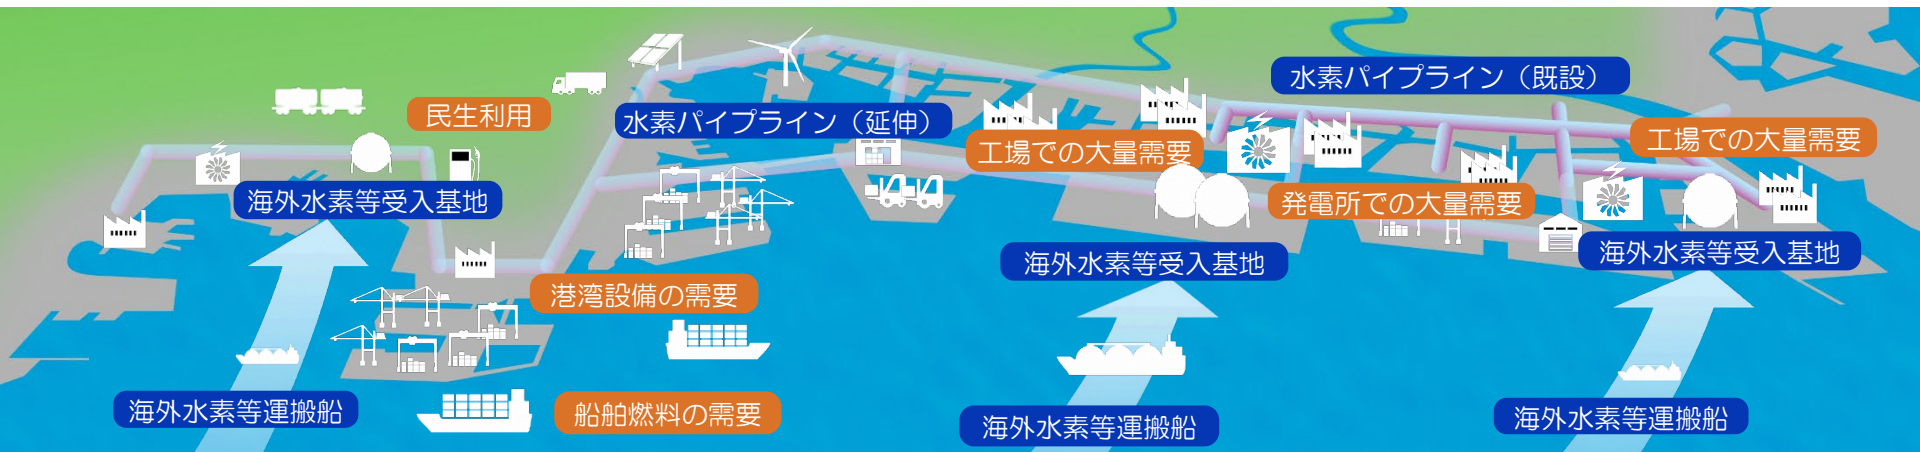 水素パイプライン（既設）
民生利用
水素パイプライン（延伸）
工場での大量需要
工場での大量需要
海外水素等受入基地
発電所での大量需要
海外水素等受入基地
海外水素等受入基地
港湾設備の需要
海外水素等運搬船
船舶燃料の需要
海外水素等運搬船
海外水素等運搬船